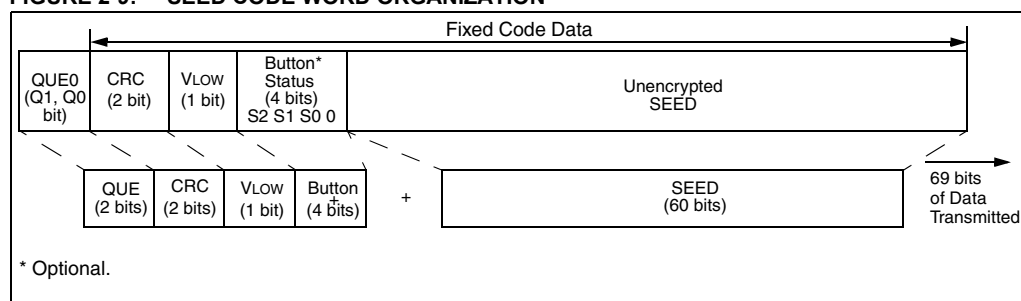 FIGURE 2-9: SEED CODE WORD ORGANIZATION
Fixed Code Data
QUE0
(Q1, Q0
bit)
CRC
(2 bit)
VLOW
(1 bit)
Button*
Status
(4 bits)
S2 S1 S0 0
Unencrypted
SEED
QUE
(2 bits)
CRC
(2 bits)
VLOW
(1 bit)
Button
(4 bits)
+
+
SEED
(60 bits)
69 bits
of Data
Transmitted
* Optional.